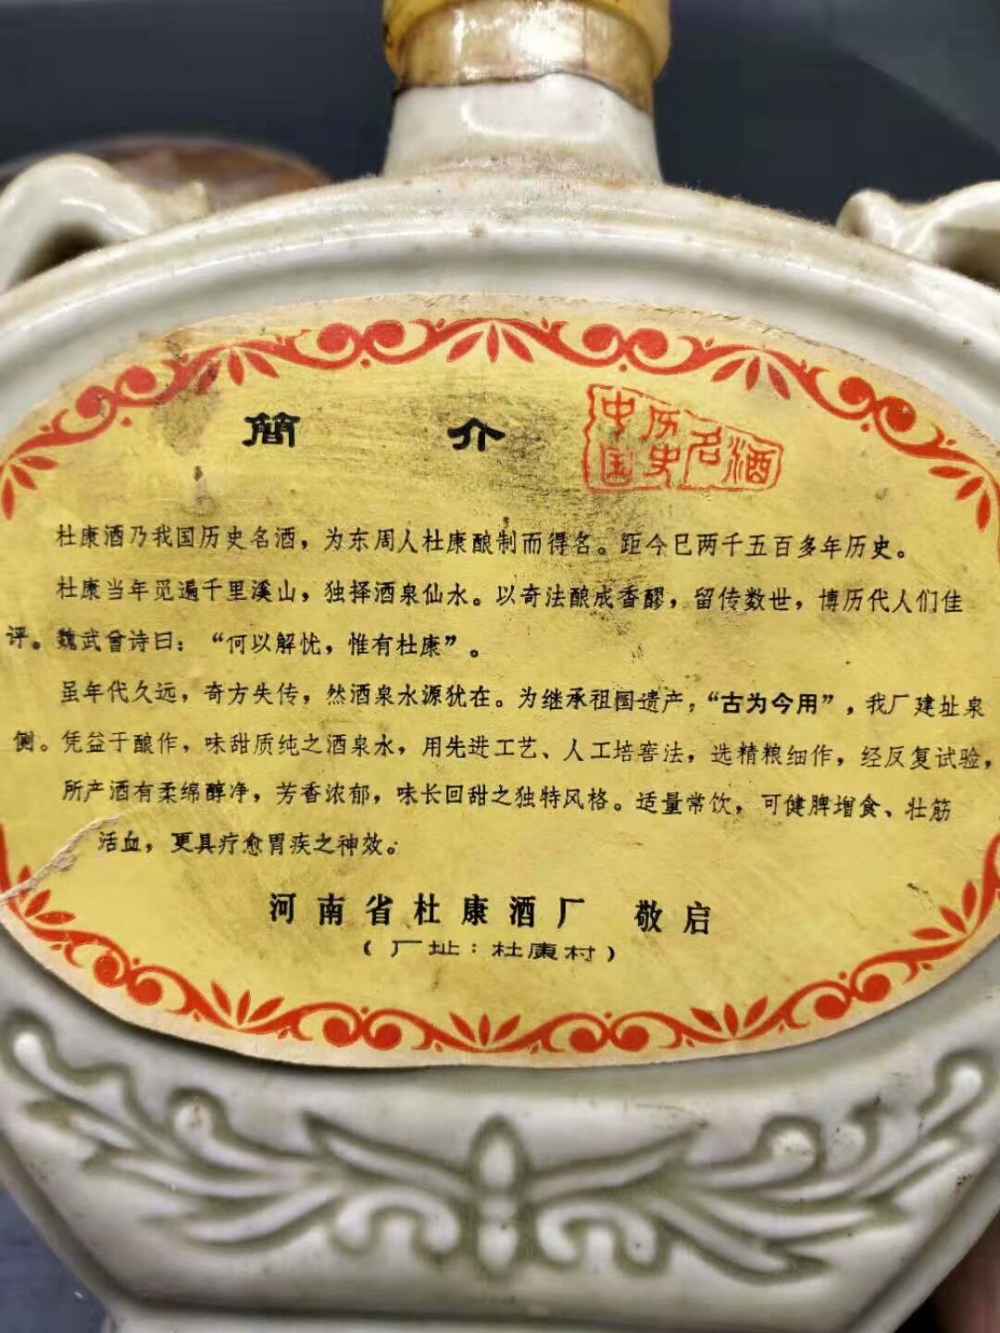 簡 介
中国历史名酒
杜康酒乃我国历史名酒，为东周人杜康酿制而得名。距今已两千五百多年历史。
杜康当年觅遍千里溪山，独择酒泉仙水。以奇法酿成香醪，留传数世，博历代人们佳
评。魏武曾诗曰：“何以解忧，惟有杜康”。
虽年代久远，奇方失传，然酒泉水源犹在。为继承祖国遗产，“古为今用”，我厂建址泉
侧。凭益于酿作，味甜质纯之酒泉水，用先进工艺、人工培窖法，选精粮细作，经反复试验，
所产酒有柔绵醇净，芳香浓郁，味长回甜之独特风格。适量常饮，可健脾增食、壮筋
活血，更具疗愈胃疾之神效。
河南省杜康酒厂 敬启
（厂址：杜康村）